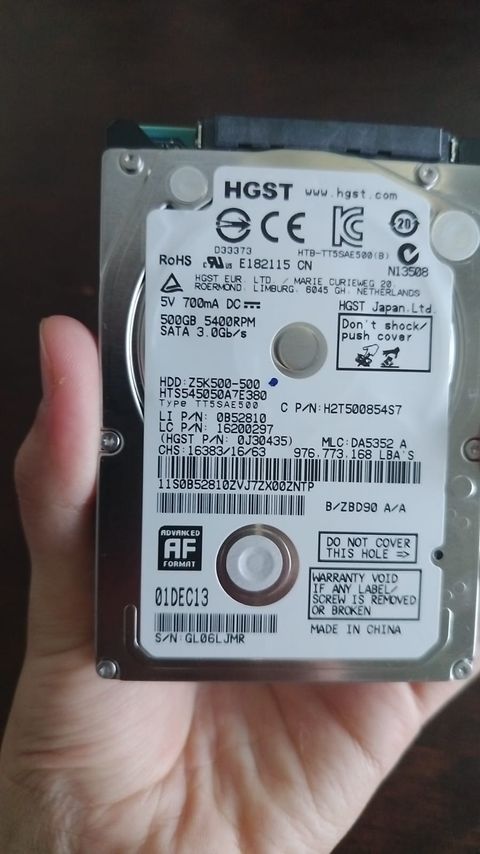 HGST www.hgst.com
20
D33373 HTB-TT5SAE500(B)
RoHS E182115 CN N13508
HGST EUR. LTD / MARIE CURIEWEG 20,
ROERMOND, LIMBURG. 6045 GH. NETHERLANDS
5V 700mA DC
HGST Japan.Ltd.
500GB 5400RPM
SATA 3.0Gb/s
Don't shock/
push cover
HDD:Z5K500-500
HTS545050A7E380
Type TT5SAE500 C P/N:H2T500854S7
LI P/N: 0B52810
LC P/N: 16200297
(HGST P/N: 0J30435) MLC:DA5352 A
CHS:16383/16/63 976.773.168 LBA'S
11S0B52810ZVJ7ZX00ZNTP
B/ZBD90 A/A
ADVANCED
AF
FORMAT
DO NOT COVER
THIS HOLE =>
WARRANTY VOID
IF ANY LABEL/
SCREW IS REMOVED
OR BROKEN
01DEC13
MADE IN CHINA
S/N:GL06LJMR